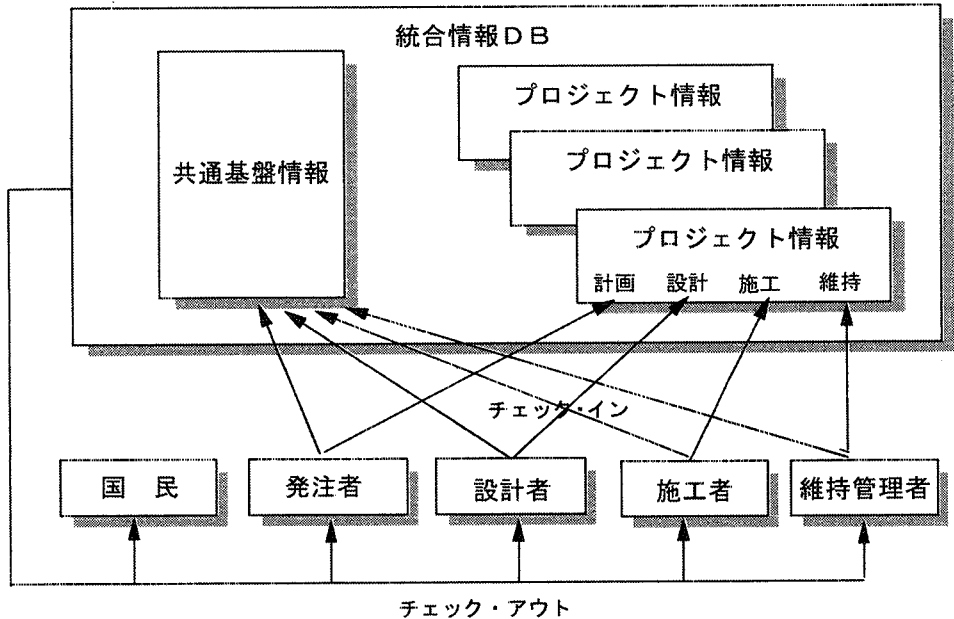 統合情報DB
共通基盤情報
プロジェクト情報
プロジェクト情報
プロジェクト情報
計画 設計 施工 維持
チェック・イン
国 民 発注者 設計者 施工者 維持管理者
チェック・アウト